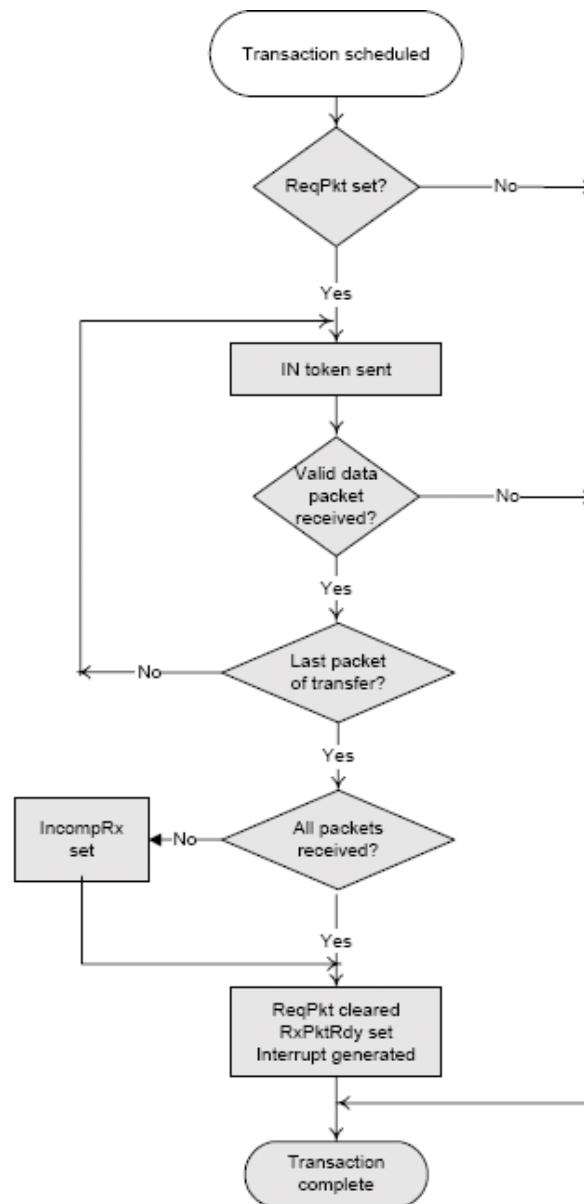 Transaction scheduled
ReqPkt set?
No
Yes
IN token sent
Valid data
packet
received?
No
Yes
Last packet
of transfer?
No
Yes
IncompRx
set
No
All packets
received?
Yes
ReqPkt cleared
RxPktRdy set
Interrupt generated
Transaction
complete